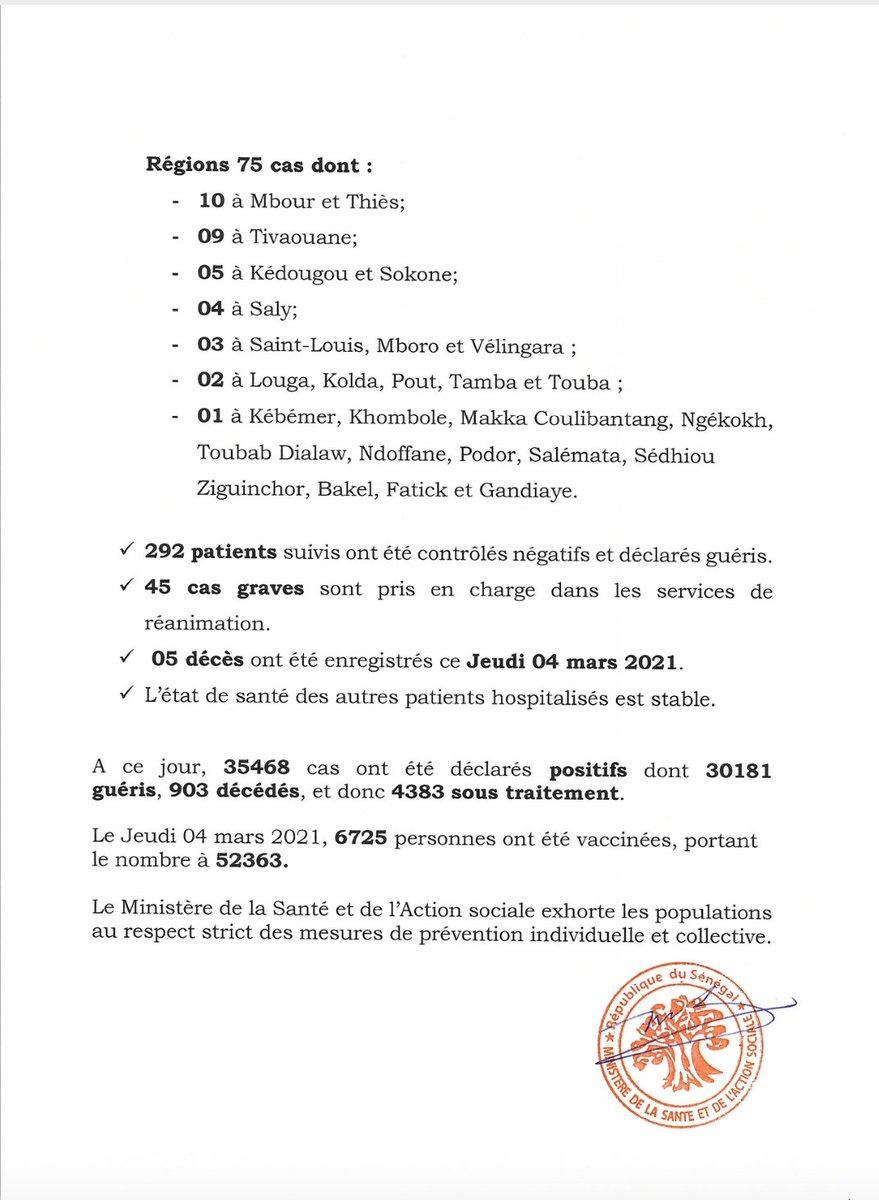 Régions 75 cas dont :
- 10 à Mbour et Thiès;
- 09 à Tivaouane;
- 05 à Kédougou et Sokone;
- 04 à Saly;
- 03 à Saint-Louis, Mboro et Vélingara ;
- 02 à Louga, Kolda, Pout, Tamba et Touba ;
- 01 à Kébémer, Khombole, Makka Coulibantang, Ngékokh,
Toubab Dialaw, Ndoffane, Podor, Salémata, Sédhiou
Ziguinchor, Bakel, Fatick et Gandiaye.
✓ 292 patients suivis ont été contrôlés négatifs et déclarés guéris.
✓ 45 cas graves sont pris en charge dans les services de
réanimation.
✓ 05 décès ont été enregistrés ce Jeudi 04 mars 2021.
✓ L’état de santé des autres patients hospitalisés est stable.
A ce jour, 35468 cas ont été déclarés positifs dont 30181
guéris, 903 décédés, et donc 4383 sous traitement.
Le Jeudi 04 mars 2021, 6725 personnes ont été vaccinées, portant
le nombre à 52363.
Le Ministère de la Santé et de l’Action sociale exhorte les populations
au respect strict des mesures de prévention individuelle et collective.
★ République du Sénégal ★
MINISTÈRE DE LA SANTE ET DE L'ACTION SOCIALE